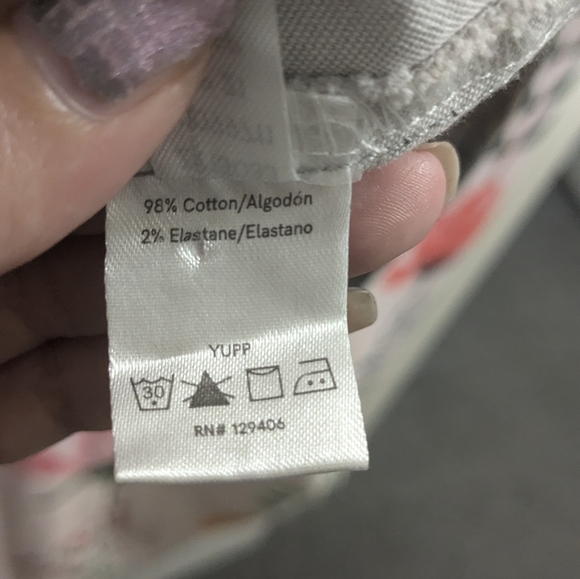 98% Cotton/Algodón
2% Elastane/Elastano
YUPP
30
RN# 129406